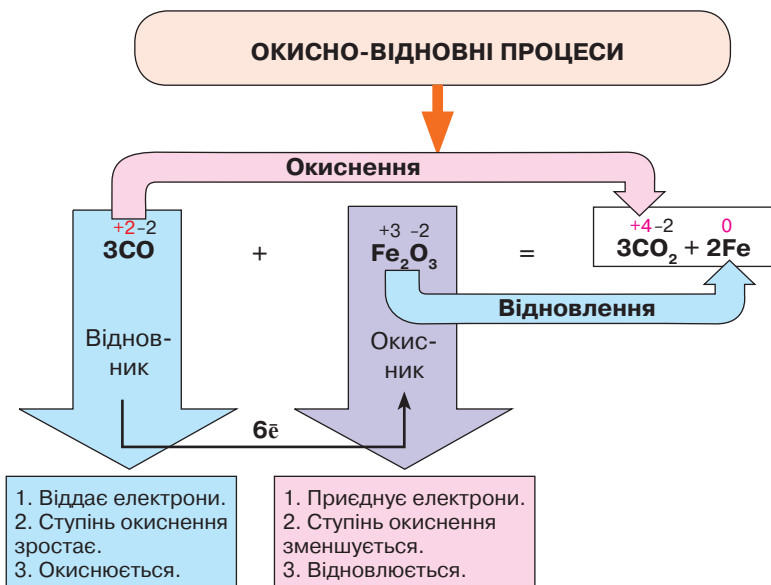 ОКИСНО-ВІДНОВНІ ПРОЦЕСИ
Окиснення
+2 -2
3CO
+
+3 -2
Fe₂O₃
=
+4 -2 0
3CO₂ + 2Fe
Відновлення
Віднов-
ник
Окис-
ник
6ē
1. Віддає електрони.
2. Ступінь окиснення
зростає.
3. Окиснюється.
1. Приєднує електрони.
2. Ступінь окиснення
зменшується.
3. Відновлюється.